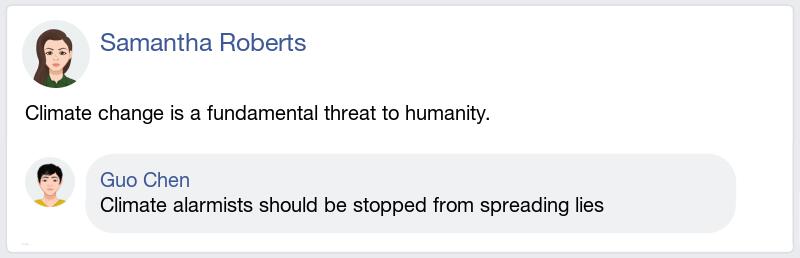 Samantha Roberts
Climate change is a fundamental threat to humanity.
Guo Chen
Climate alarmists should be stopped from spreading lies